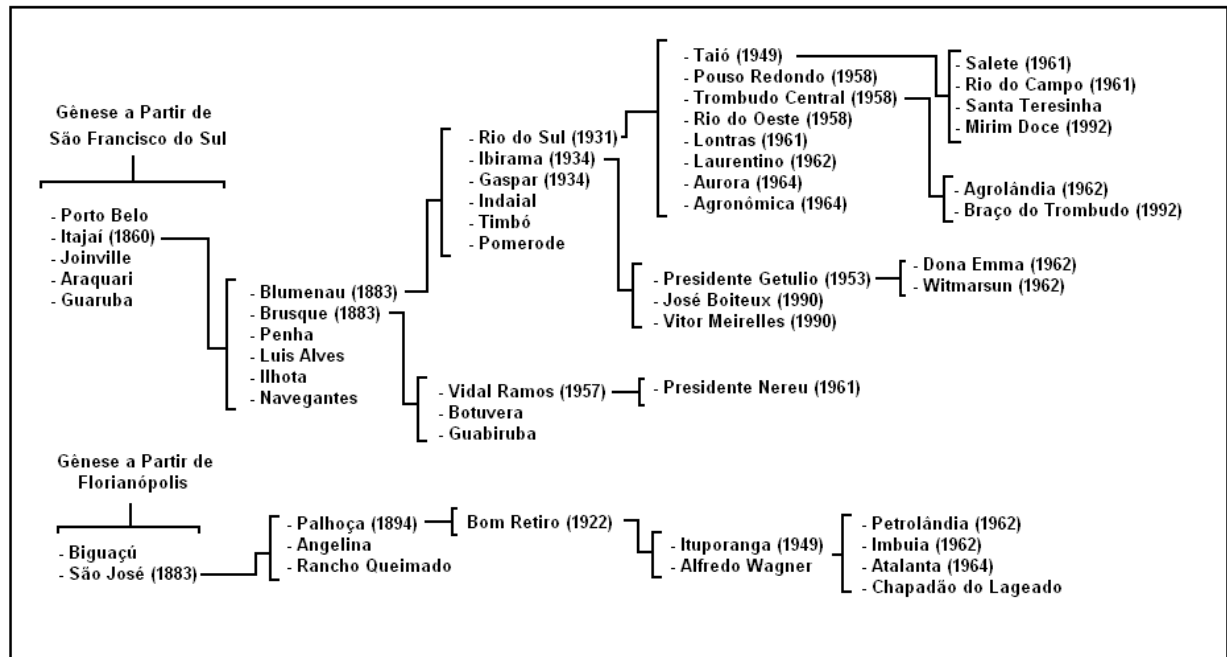 Gênese a Partir de
São Francisco do Sul
- Porto Belo
- Itajaí (1860)
- Joinville
- Araquari
- Guaruba
- Blumenau (1883)
- Brusque (1883)
- Penha
- Luis Alves
- Ilhota
- Navegantes
- Rio do Sul (1931)
- Ibirama (1934)
- Gaspar (1934)
- Indaial
- Timbó
- Pomerode
- Vidal Ramos (1957)
- Botuvera
- Guabiruba
- Taió (1949)
- Pouso Redondo (1958)
- Trombudo Central (1958)
- Rio do Oeste (1958)
- Lontras (1961)
- Laurentino (1962)
- Aurora (1964)
- Agronômica (1964)
- Presidente Getulio (1953)
- José Boiteux (1990)
- Vitor Meirelles (1990)
- Presidente Nereu (1961)
- Salete (1961)
- Rio do Campo (1961)
- Santa Teresinha
- Mirim Doce (1992)
- Agrolândia (1962)
- Braço do Trombudo (1992)
- Dona Emma (1962)
- Witmarsun (1962)
Gênese a Partir de
Florianópolis
- Biguaçú
- São José (1883)
- Palhoça (1894)
- Angelina
- Rancho Queimado
Bom Retiro (1922)
- Ituporanga (1949)
- Alfredo Wagner
- Petrolândia (1962)
- Imbuia (1962)
- Atalanta (1964)
- Chapadão do Lageado